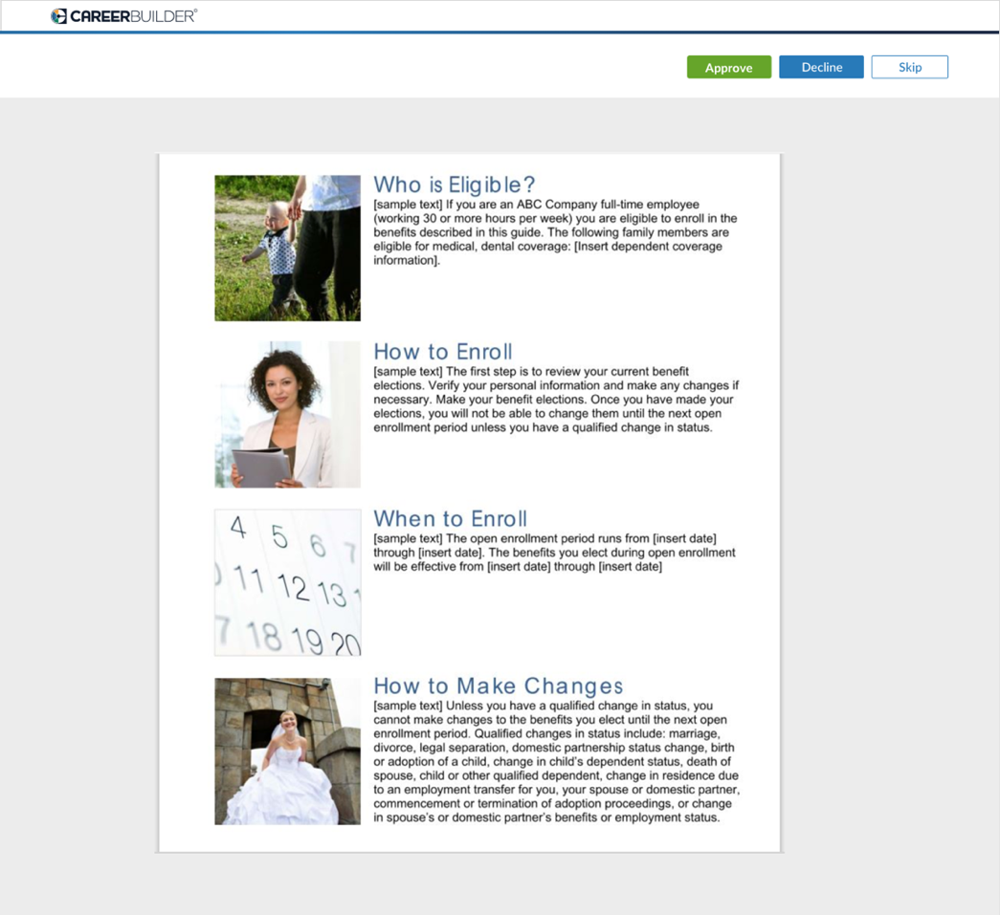 CAREERBUILDER®
Approve
Decline
Skip
Who is Eligible?
[sample text] If you are an ABC Company full-time employee
(working 30 or more hours per week) you are eligible to enroll in the
benefits described in this guide. The following family members are
eligible for medical, dental coverage: [Insert dependent coverage
information].
How to Enroll
[sample text] The first step is to review your current benefit
elections. Verify your personal information and make any changes if
necessary. Make your benefit elections. Once you have made your
elections, you will not be able to change them until the next open
enrollment period unless you have a qualified change in status.
4 5 6 7
11 12 13
7 18 19 20
When to Enroll
[sample text] The open enrollment period runs from [insert date]
through [insert date]. The benefits you elect during open enrollment
will be effective from [insert date] through [insert date]
How to Make Changes
[sample text] Unless you have a qualified change in status, you
cannot make changes to the benefits you elect until the next open
enrollment period. Qualified changes in status include: marriage,
divorce, legal separation, domestic partnership status change, birth
or adoption of a child, change in child's dependent status, death of
spouse, child or other qualified dependent, change in residence due
to an employment transfer for you, your spouse or domestic partner,
commencement or termination of adoption proceedings, or change
in spouse's or domestic partner's benefits or employment status.